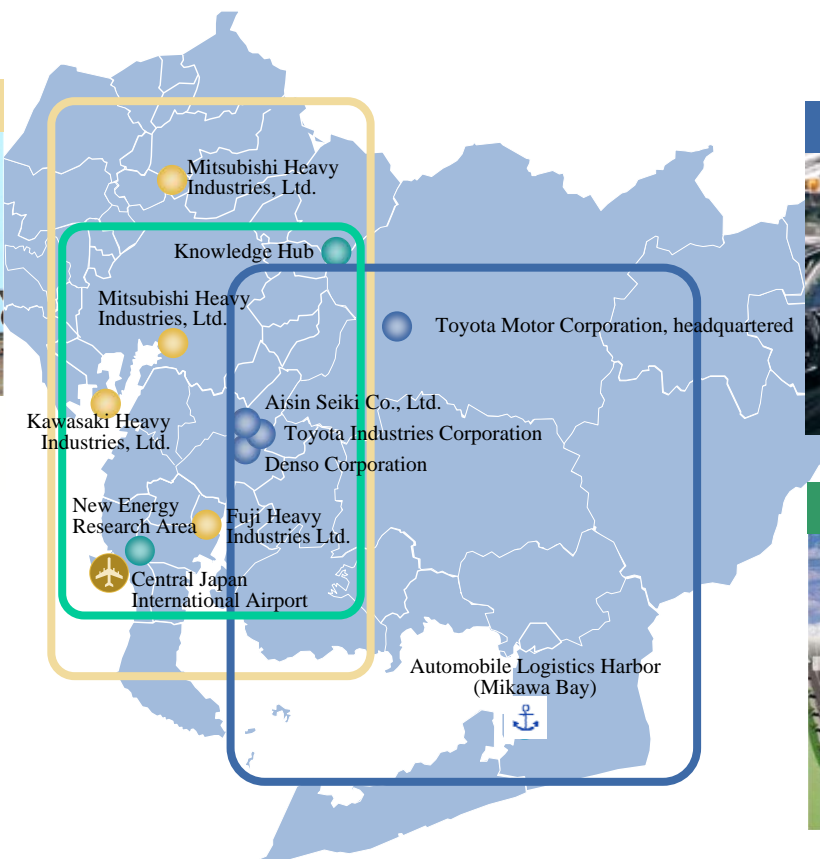 Mitsubishi Heavy
Industries, Ltd.
Knowledge Hub
Mitsubishi Heavy
Industries, Ltd.
Toyota Motor Corporation, headquartered
Aisin Seiki Co., Ltd.
Kawasaki Heavy
Industries, Ltd.
Toyota Industries Corporation
Denso Corporation
New Energy
Research Area
Fuji Heavy
Industries Ltd.
Central Japan
International Airport
Automobile Logistics Harbor
(Mikawa Bay)